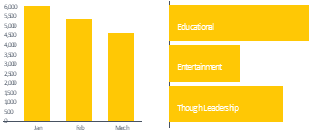 6,000
5,500
5,000
4,500
4,000
3,500
3,000
2,500
2,000
1,500
1,000
500
0
Jan
Feb
March
Educational
Entertainment
Though Leadership